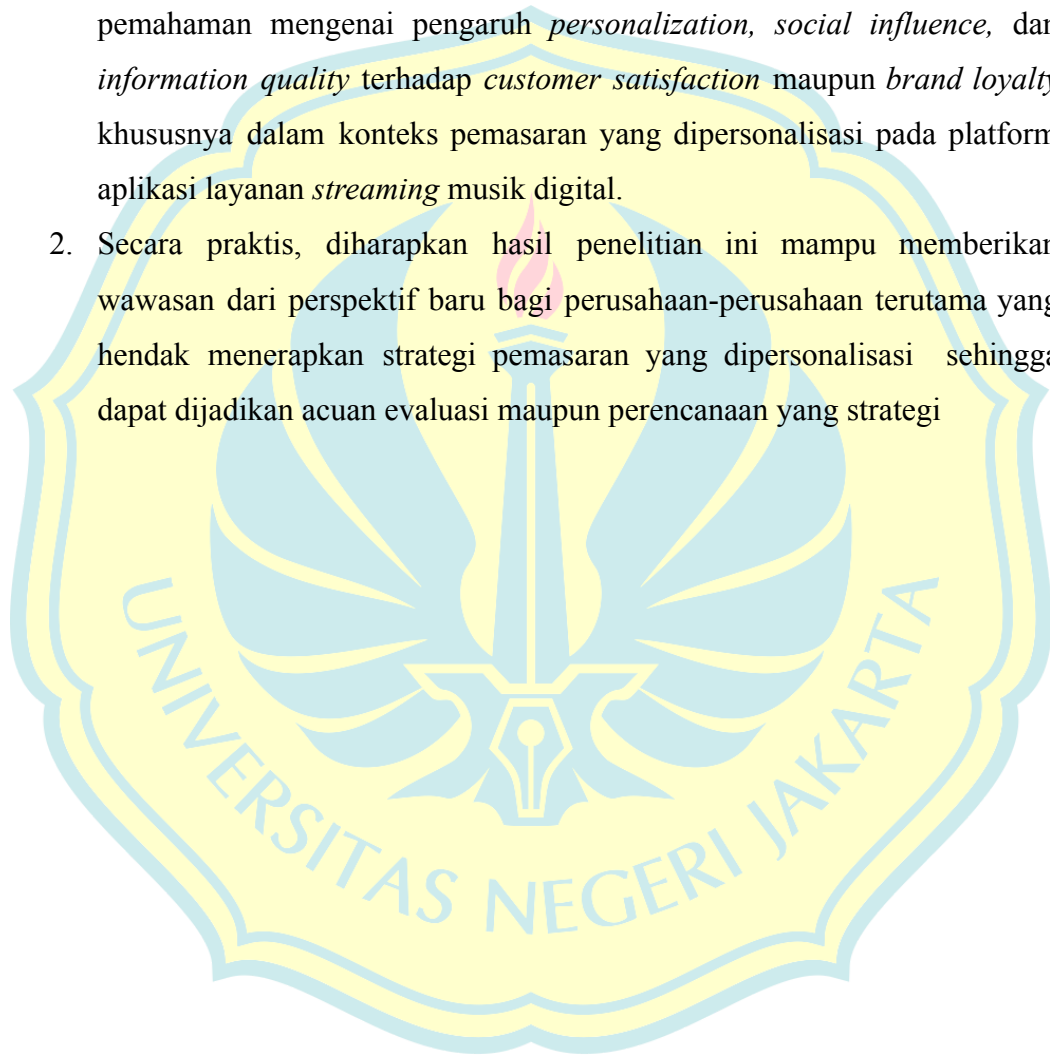 pemahaman mengenai pengaruh personalization, social influence, dan
information quality terhadap customer satisfaction maupun brand loyalty
khususnya dalam konteks pemasaran yang dipersonalisasi pada platform
aplikasi layanan streaming musik digital.
2. Secara praktis, diharapkan hasil penelitian ini mampu memberikan
wawasan dari perspektif baru bagi perusahaan-perusahaan terutama yang
hendak menerapkan strategi pemasaran yang dipersonalisasi sehingga
dapat dijadikan acuan evaluasi maupun perencanaan yang strategi
UNIVERSITAS NEGERI JAKARTA